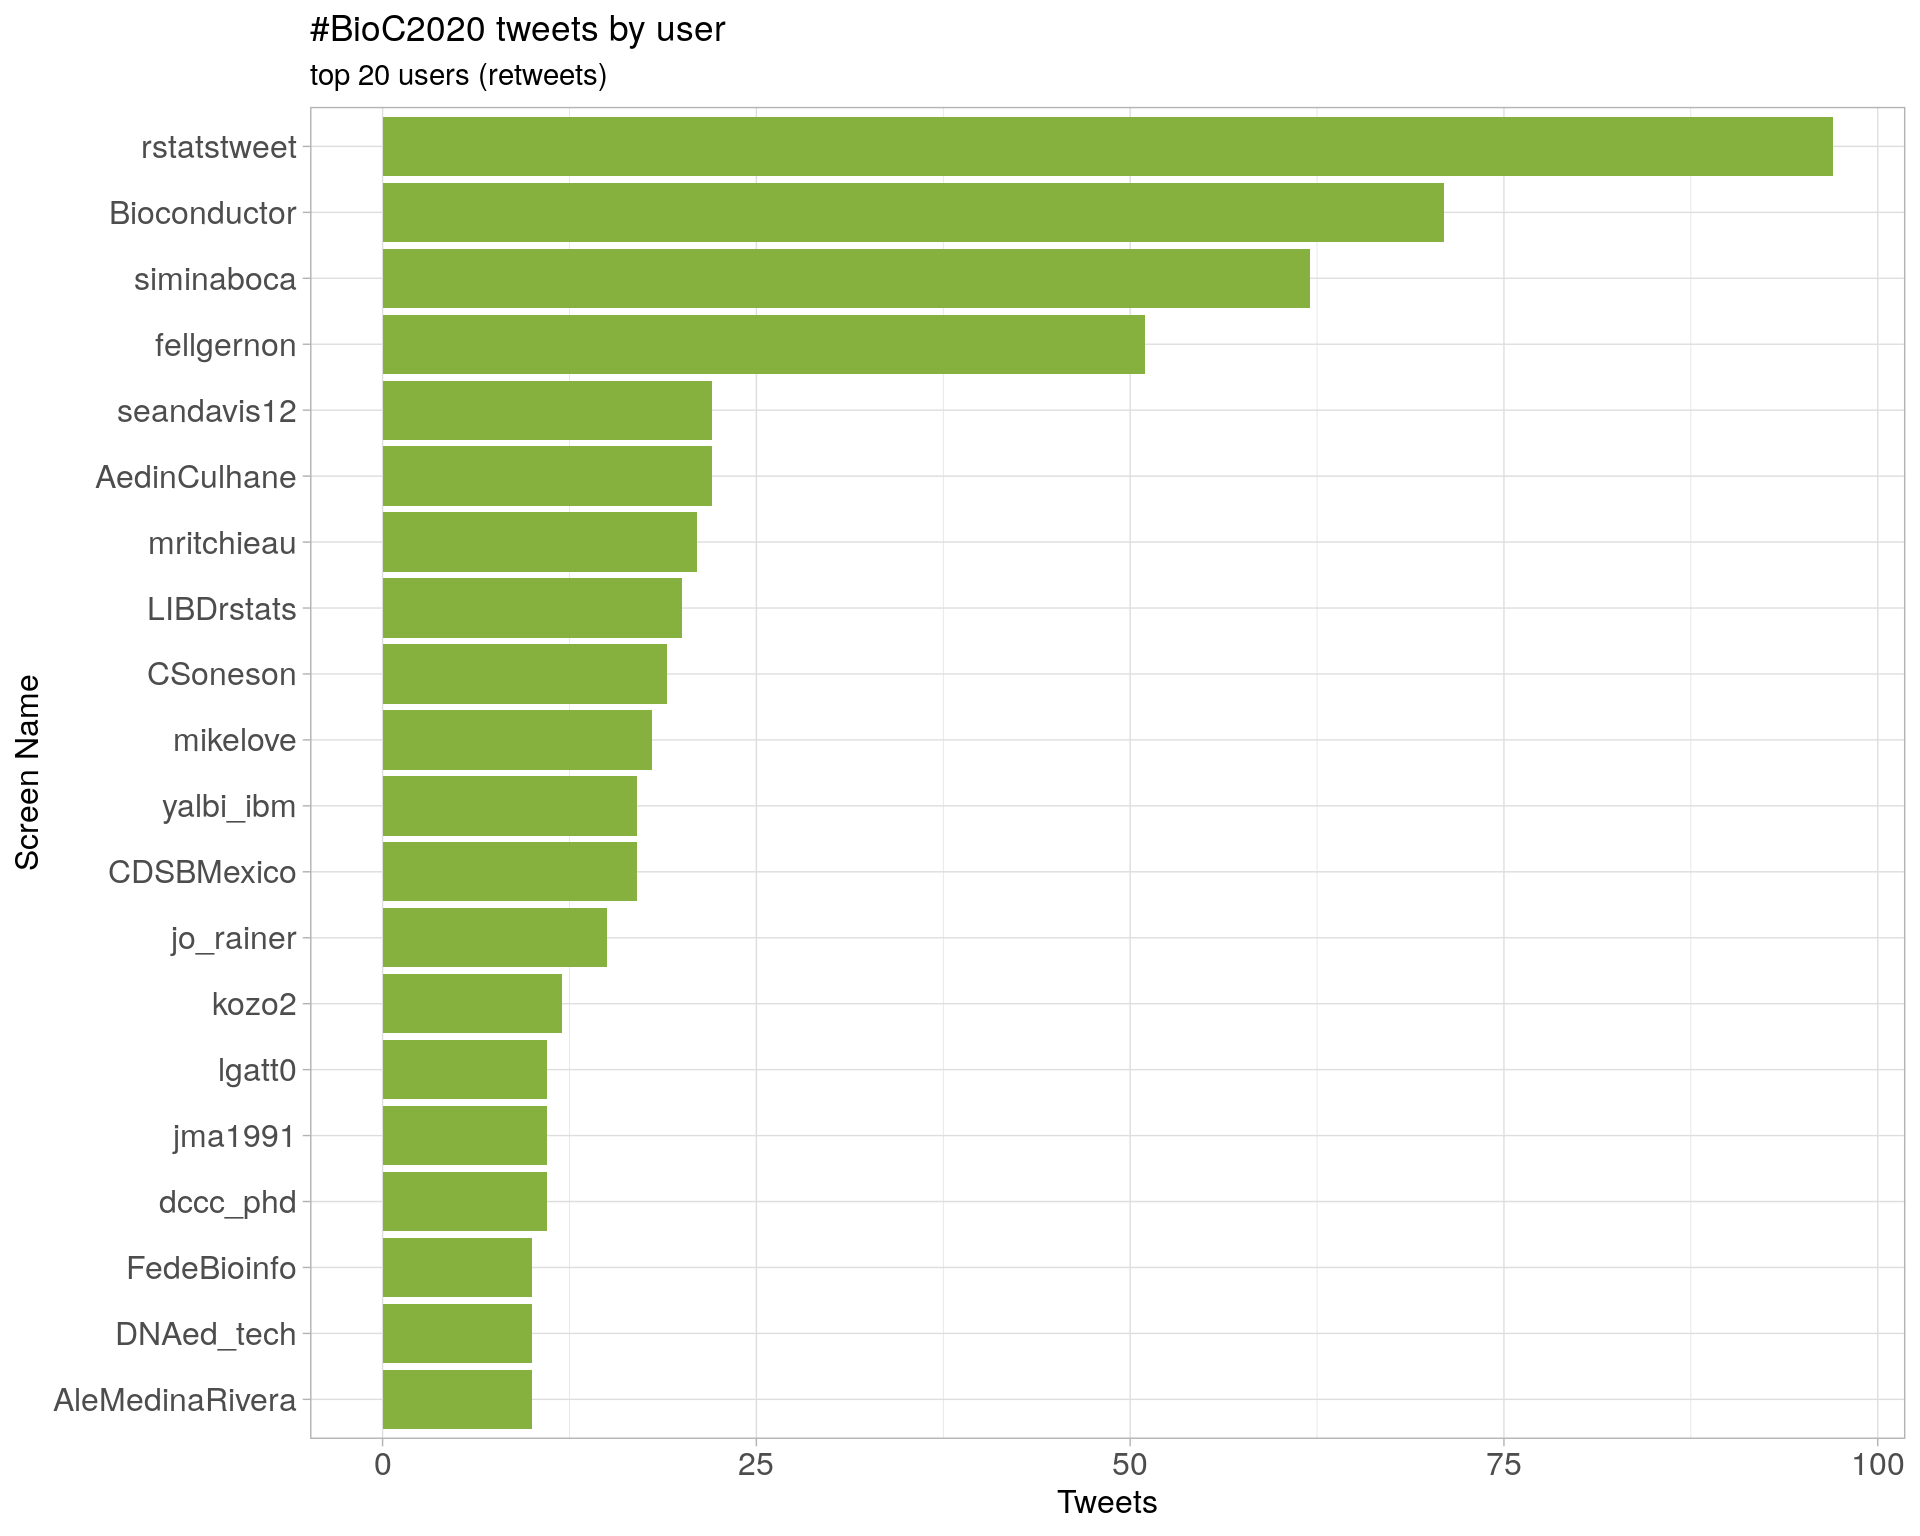 #BioC2020 tweets by user
top 20 users (retweets)
Screen Name
rstatstweet
Bioconductor
siminaboca
fellgernon
seandavis12
AedinCulhane
mritchieau
LIBDrstats
CSoneson
mikelove
yalbi_ibm
CDSBMexico
jo_rainer
kozo2
lgatt0
jma1991
dccc_phd
FedeBioinfo
DNAed_tech
AleMedinaRivera
0 25 50 75 100
Tweets